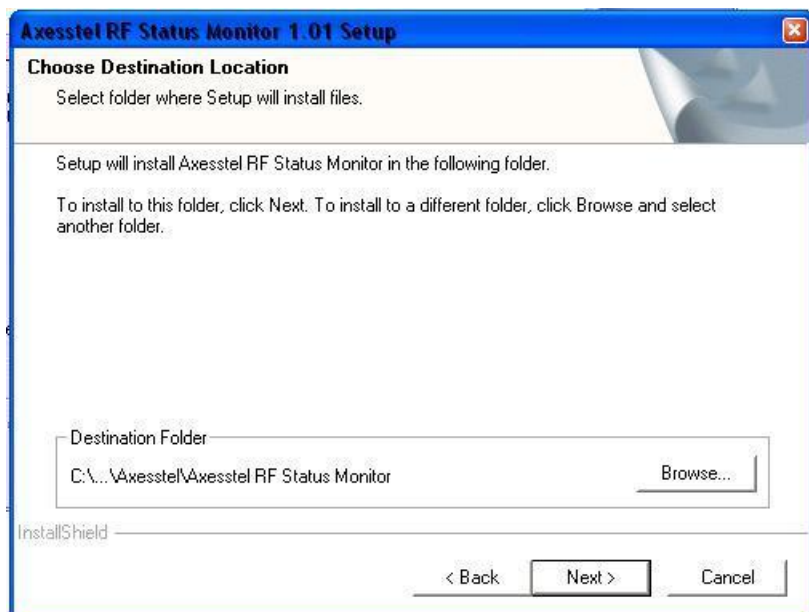 Axesstel RF Status Monitor 1.01 Setup
Choose Destination Location
Select folder where Setup will install files.
Setup will install Axesstel RF Status Monitor in the following folder.
To install to this folder, click Next. To install to a different folder, click Browse and select
another folder.
Destination Folder
C:\...\Axesstel\Axesstel RF Status Monitor
Browse...
InstallShield
< Back
Next >
Cancel